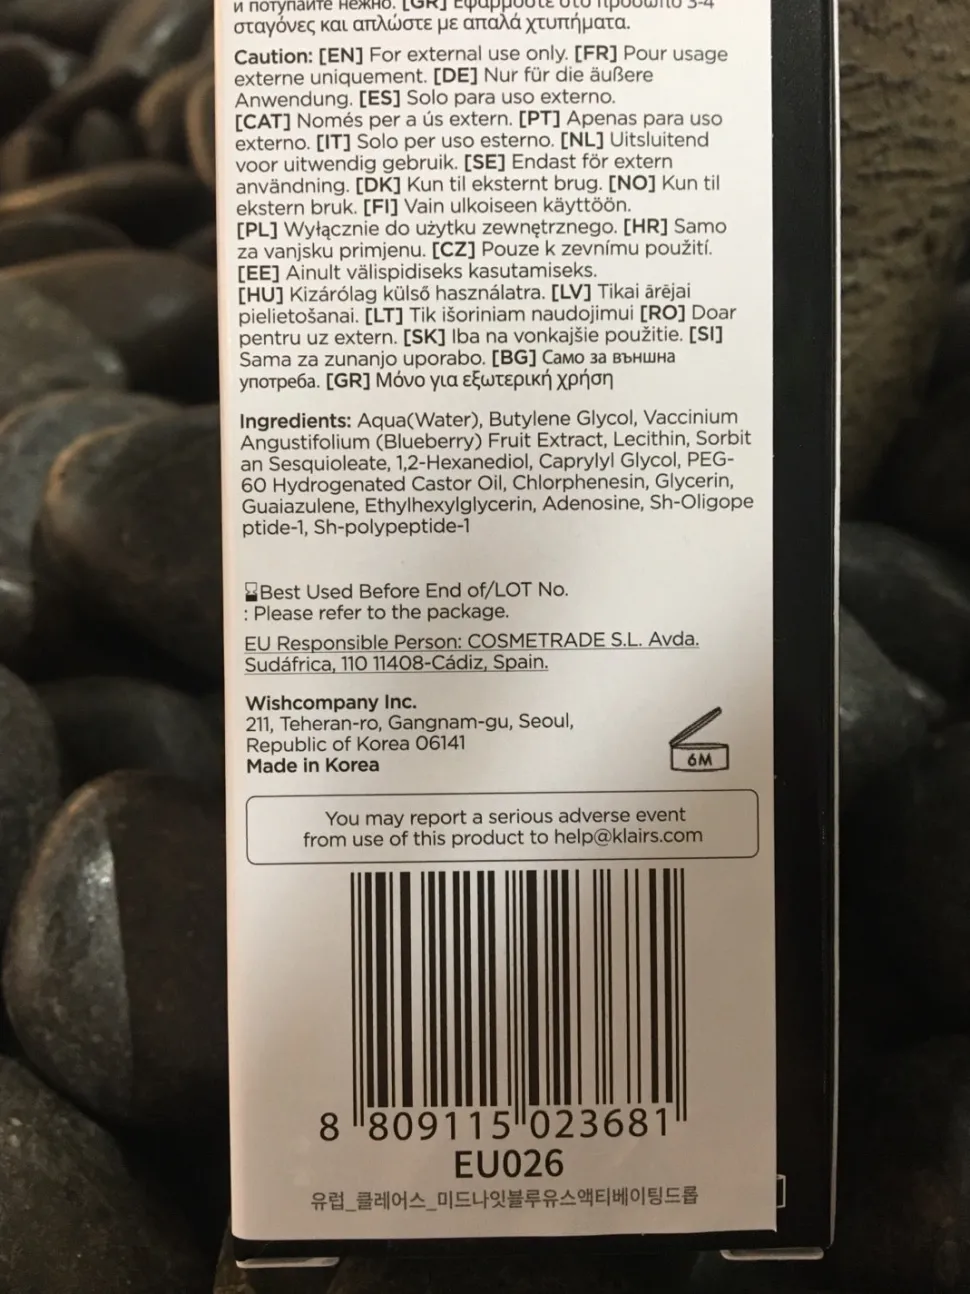 и потупайте нежно. [GR] Εφαρμόστε στο πρόσωπο 3-4
σταγόνες και απλώστε με απαλά χτυπήματα.
Caution: [EN] For external use only. [FR] Pour usage
externe uniquement. [DE] Nur für die äußere
Anwendung. [ES] Solo para uso externo.
[CAT] Només per a ús extern. [PT] Apenas para uso
externo. [IT] Solo per uso esterno. [NL] Uitsluitend
voor uitwendig gebruik. [SE] Endast för extern
användning. [DK] Kun til eksternt brug. [NO] Kun til
ekstern bruk. [FI] Vain ulkoiseen käyttöön.
[PL] Wyłącznie do użytku zewnętrznego. [HR] Samo
za vanjsku primjenu. [CZ] Pouze k zevnímu použití.
[EE] Ainult välispidiseks kasutamiseks.
[HU] Kizárólag külső használatra. [LV] Tikai ārējai
pielietošanai. [LT] Tik išoriniam naudojimui [RO] Doar
pentru uz extern. [SK] Iba na vonkajšie použitie. [SI]
Sama za zunanjo uporabo. [BG] Само за външна
употреба. [GR] Μόνο για εξωτερική χρήση
Ingredients: Aqua(Water), Butylene Glycol, Vaccinium
Angustifolium (Blueberry) Fruit Extract, Lecithin, Sorbit
an Sesquioleate, 1,2-Hexanediol, Caprylyl Glycol, PEG-
60 Hydrogenated Castor Oil, Chlorphenesin, Glycerin,
Guaiazulene, Ethylhexylglycerin, Adenosine, Sh-Oligope
ptide-1, Sh-polypeptide-1
Best Used Before End of/LOT No.
: Please refer to the package.
EU Responsible Person: COSMETRADE S.L. Avda.
Sudáfrica, 110 11408-Cádiz, Spain.
Wishcompany Inc.
211, Teheran-ro, Gangnam-gu, Seoul,
Republic of Korea 06141
Made in Korea
6M
You may report a serious adverse event
from use of this product to help@klairs.com
8 809115 023681
EU026
유럽_클레어스_미드나잇블루유스액티베이팅드롭